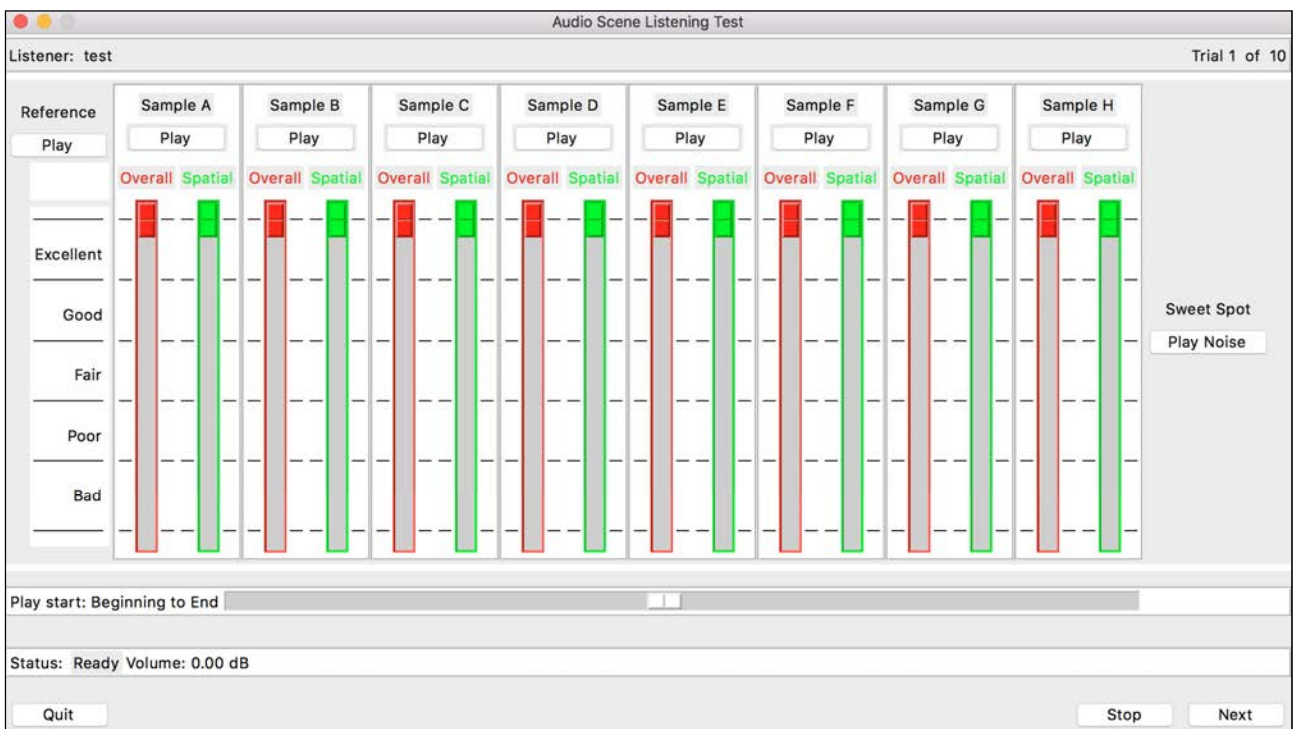 Audio Scene Listening Test
Listener: test
Trial 1 of 10
Reference
Play
Sample A
Play
Overall Spatial
Sample B
Play
Overall Spatial
Sample C
Play
Overall Spatial
Sample D
Play
Overall Spatial
Sample E
Play
Overall Spatial
Sample F
Play
Overall Spatial
Sample G
Play
Overall Spatial
Sample H
Play
Overall Spatial
Excellent
Good
Fair
Poor
Bad
Sweet Spot
Play Noise
Play start: Beginning to End
Status: Ready Volume: 0.00 dB
Quit
Stop
Next